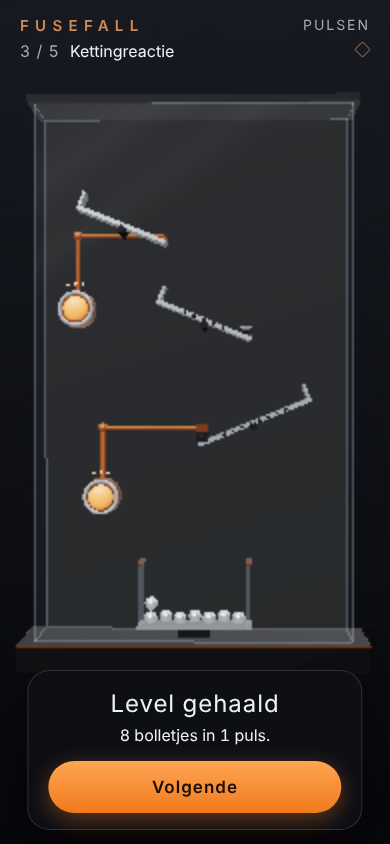 FUSEFALL
PULSEN
3 / 5 Kettingreactie
Level gehaald
8 bolletjes in 1 puls.
Volgende